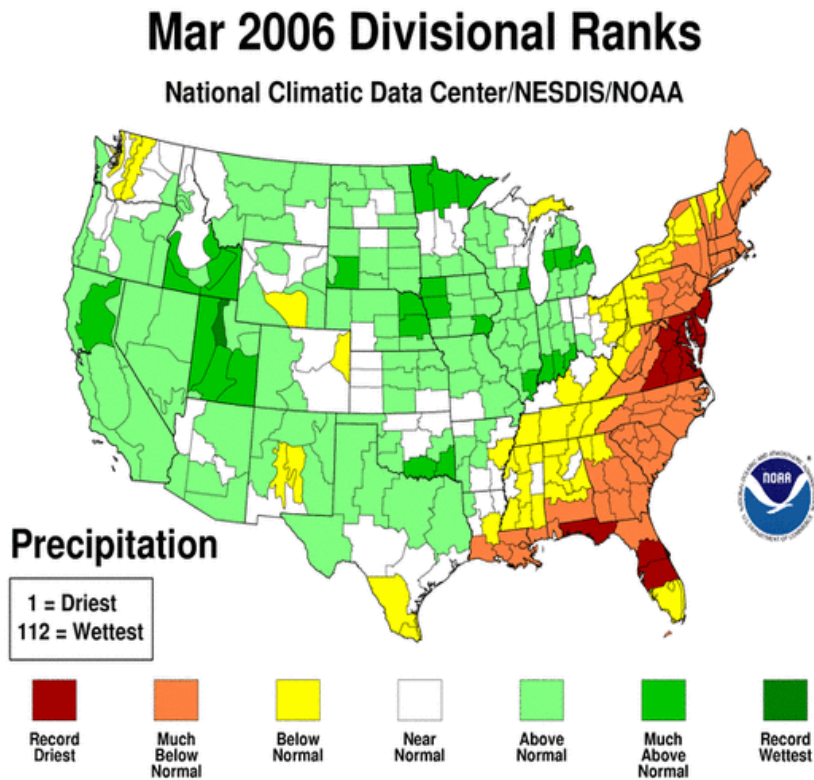 Mar 2006 Divisional Ranks
National Climatic Data Center/NESDIS/NOAA
NOAA
Precipitation
1 = Driest
112 = Wettest
Record
Driest
Much
Below
Normal
Below
Normal
Near
Normal
Above
Normal
Much
Above
Normal
Record
Wettest